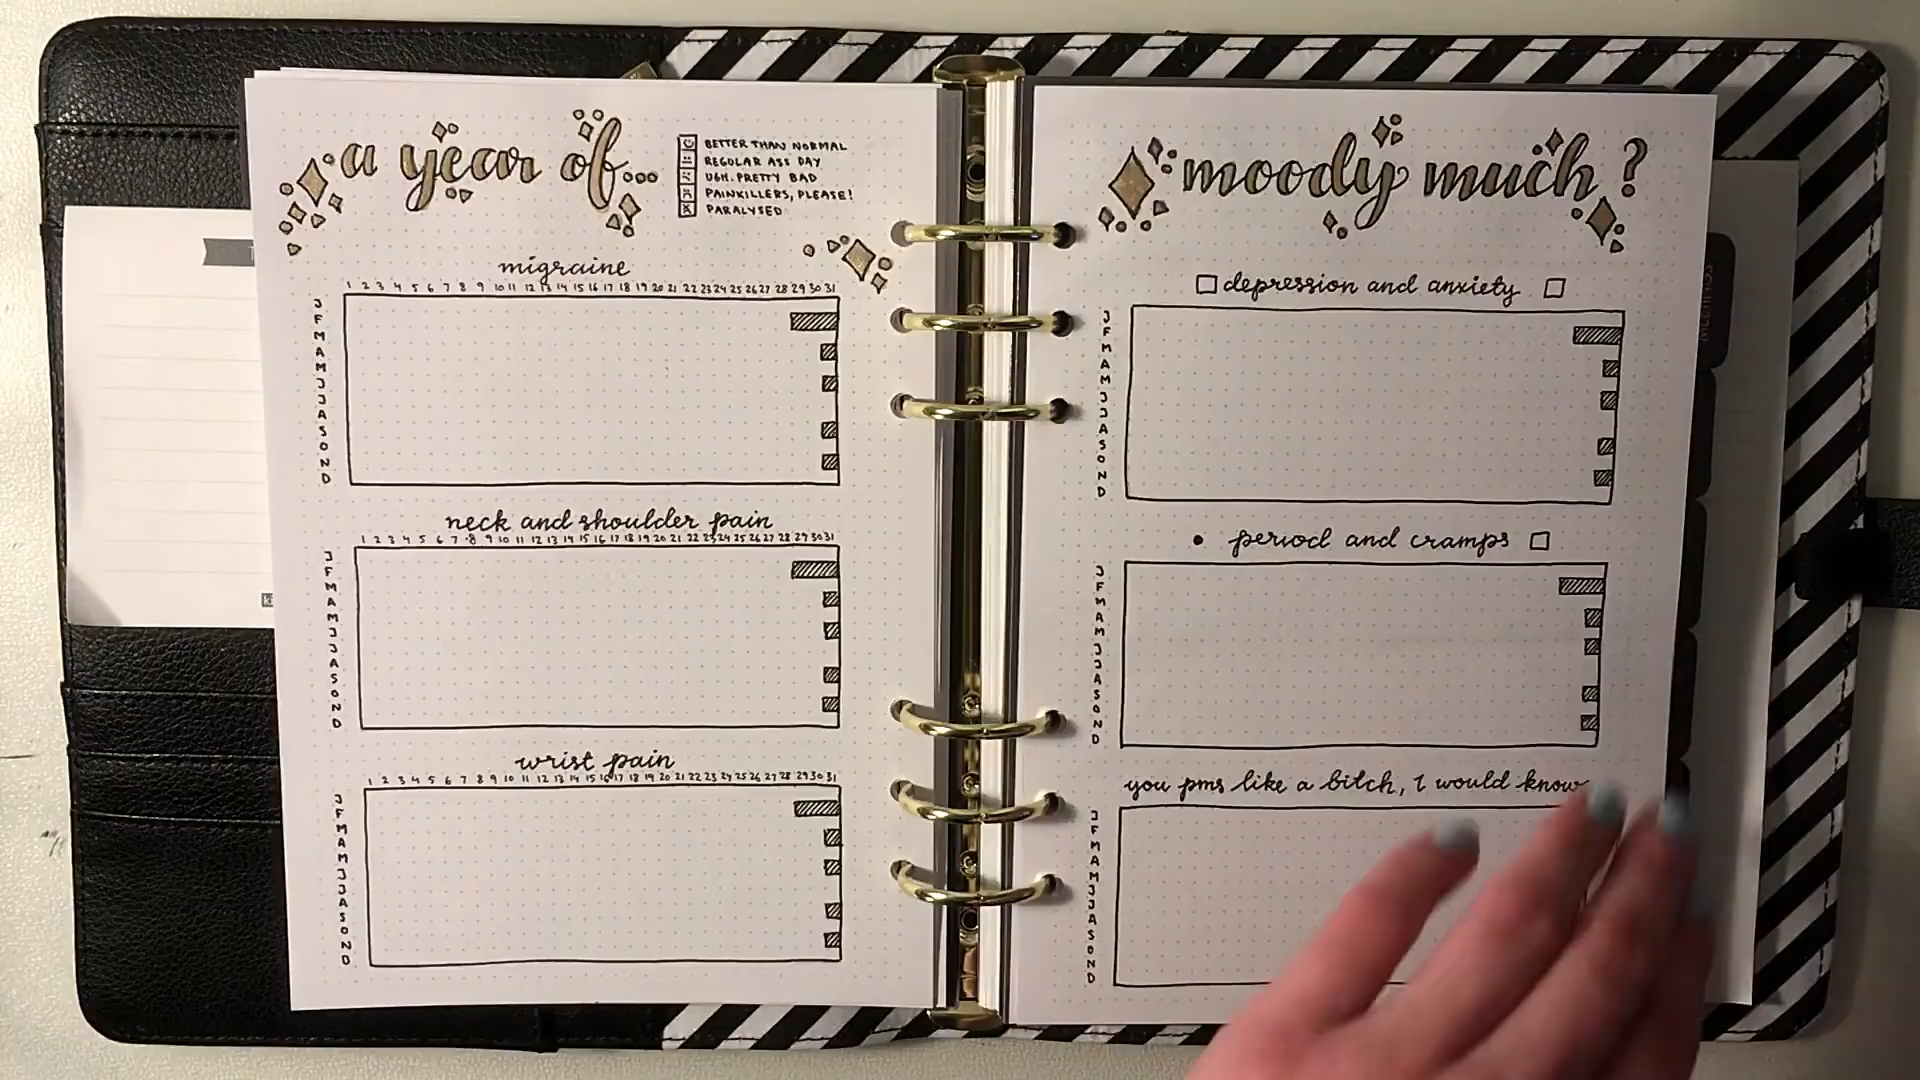 a year of...
BETTER THAN NORMAL
REGULAR ASS DAY
UGH. PRETTY BAD
PAINKILLERS, PLEASE!
PARALYSED
migraine
1 2 3 4 5 6 7 8 9 10 11 12 13 14 15 16 17 18 19 20 21 22 23 24 25 26 27 28 29 30 31
J
F
M
A
M
J
J
A
S
O
N
D
neck and shoulder pain
1 2 3 4 5 6 7 8 9 10 11 12 13 14 15 16 17 18 19 20 21 22 23 24 25 26 27 28 29 30 31
J
F
M
A
M
J
J
A
S
O
N
D
wrist pain
1 2 3 4 5 6 7 8 9 10 11 12 13 14 15 16 17 18 19 20 21 22 23 24 25 26 27 28 29 30 31
J
F
M
A
M
J
J
A
S
O
N
D
moody much?
depression and anxiety
J
F
M
A
M
J
J
A
S
O
N
D
period and cramps
J
F
M
A
M
J
J
A
S
O
N
D
you pms like a bitch, I would know
J
F
M
A
M
J
J
A
S
O
N
D